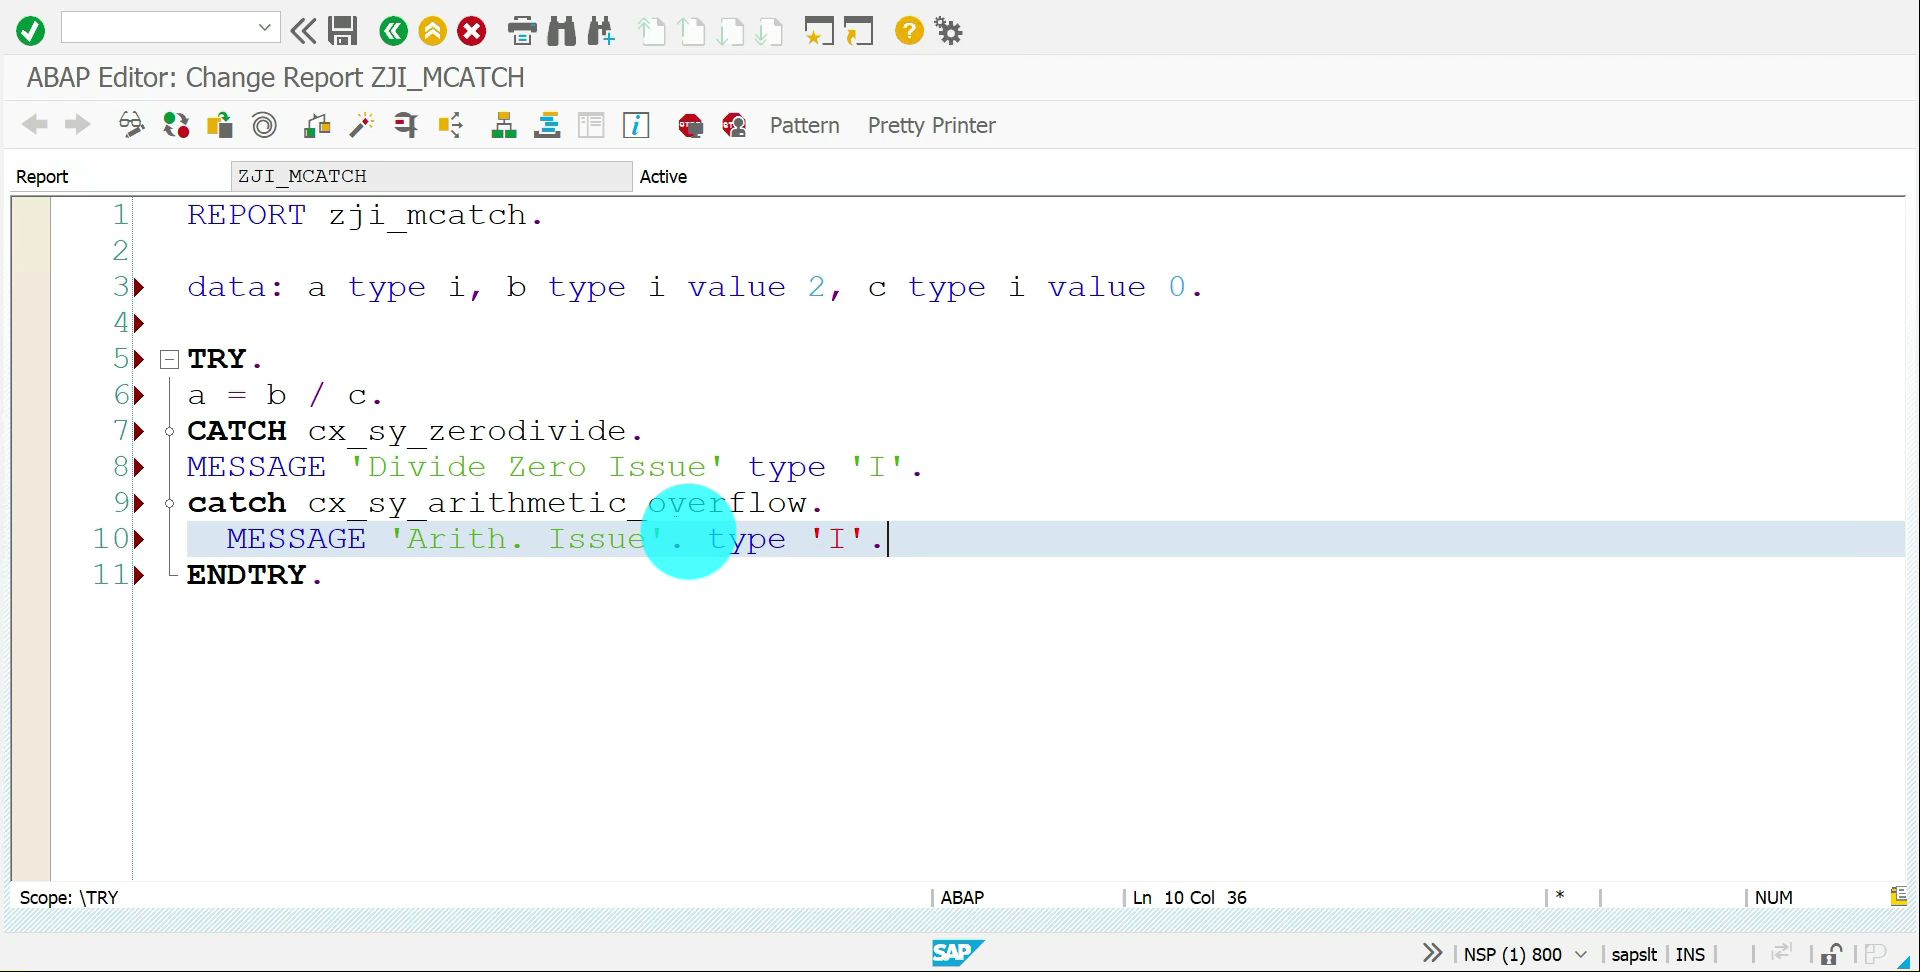 ABAP Editor: Change Report ZJI_MCATCH
Pattern Pretty Printer
Report ZJI_MCATCH Active
1 REPORT zji_mcatch.
2
3 data: a type i, b type i value 2, c type i value 0.
4
5 TRY.
6 a = b / c.
7 CATCH cx_sy_zerodivide.
8 MESSAGE 'Divide Zero Issue' type 'I'.
9 catch cx_sy_arithmetic_overflow.
10 MESSAGE 'Arith. Issue'. type 'I'.
11 ENDTRY.
Scope: \TRY ABAP Ln 10 Col 36 * NUM
SAP NSP (1) 800 sapslt INS